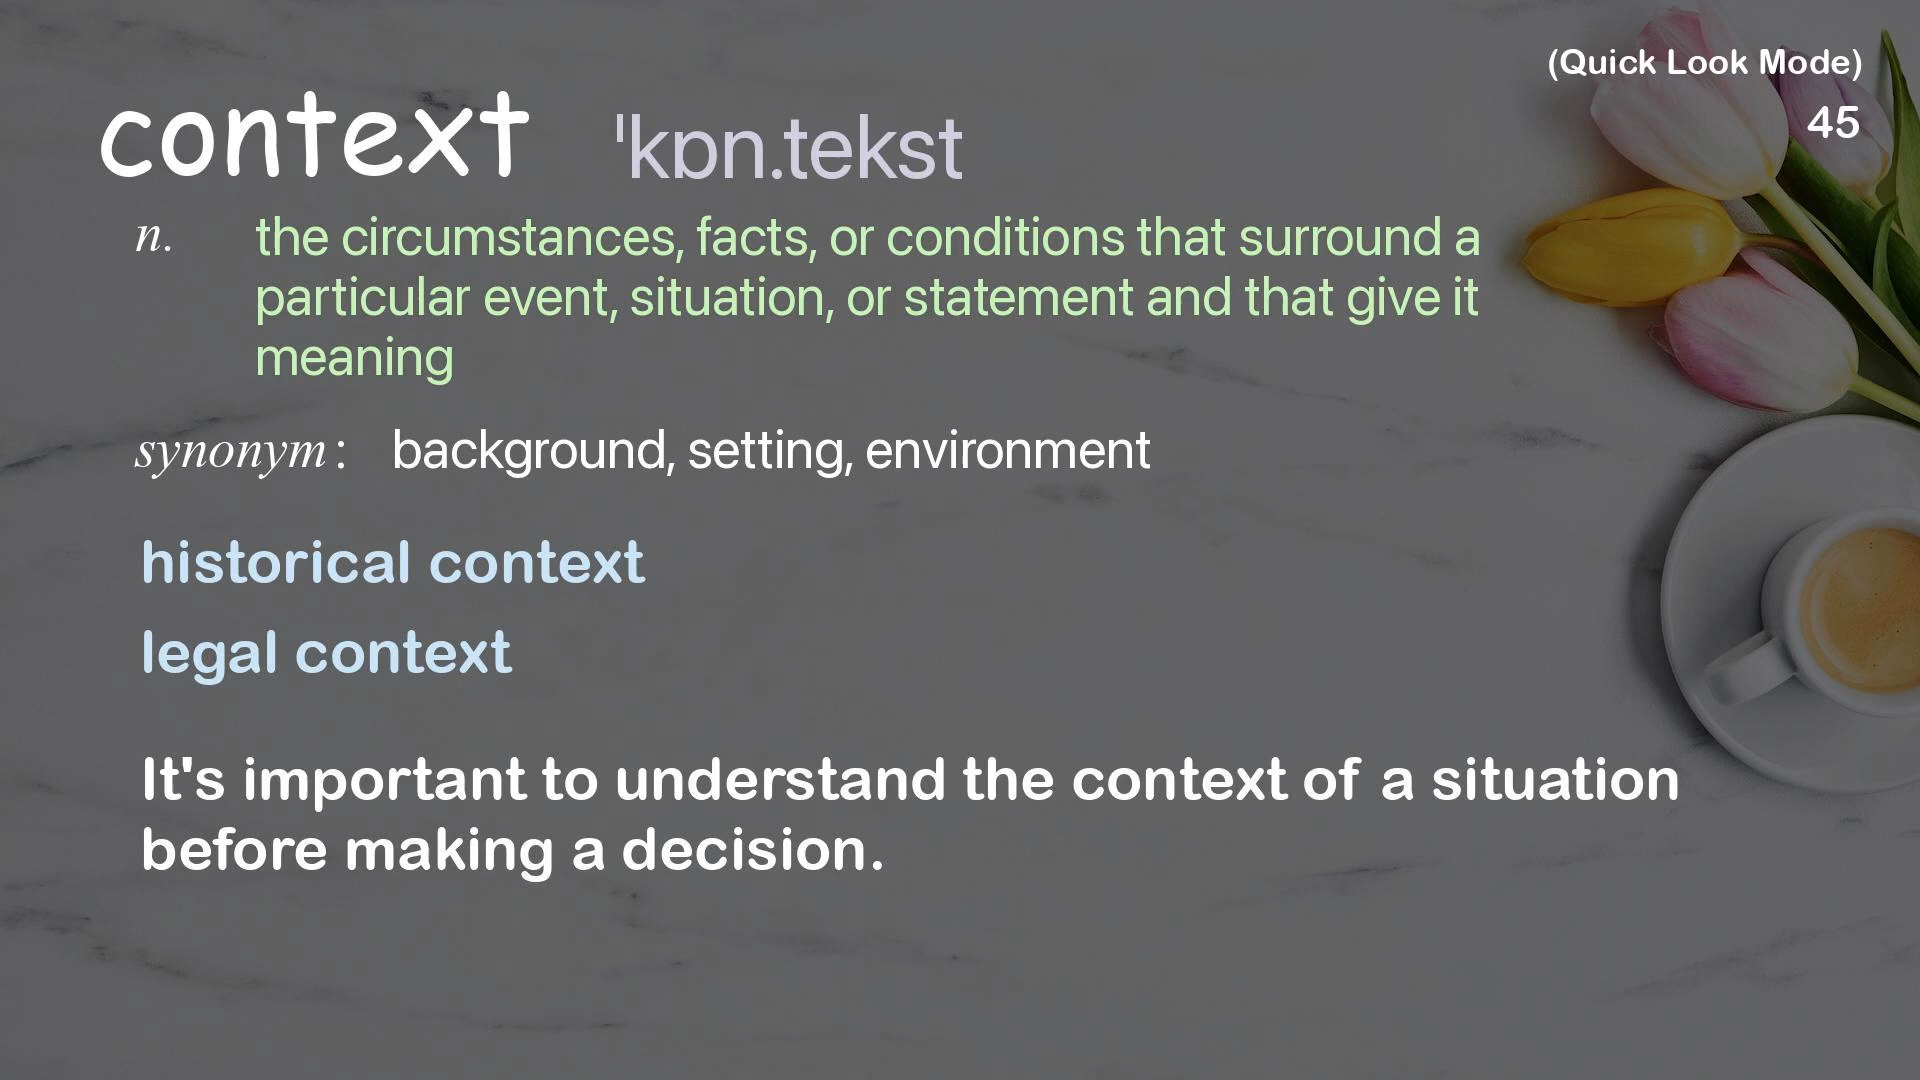 (Quick Look Mode)
45
context ˈkɒn.tekst
n. the circumstances, facts, or conditions that surround a
particular event, situation, or statement and that give it
meaning
synonym: background, setting, environment
historical context
legal context
It's important to understand the context of a situation
before making a decision.